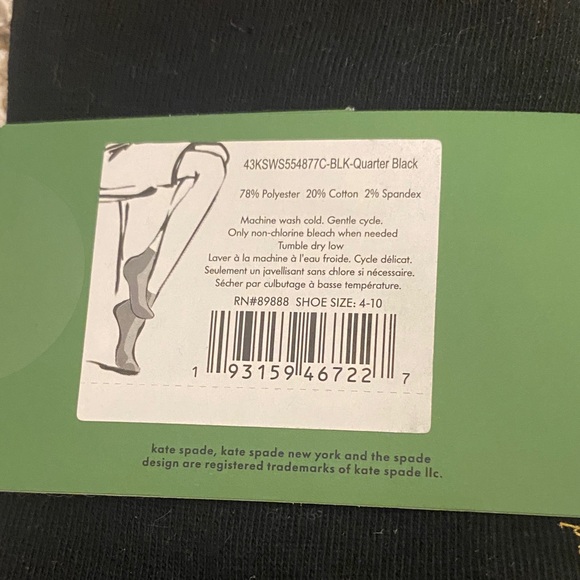 43KSWS554877C-BLK-Quarter Black
78% Polyester 20% Cotton 2% Spandex
Machine wash cold. Gentle cycle.
Only non-chlorine bleach when needed
Tumble dry low
Laver à la machine à l'eau froide. Cycle délicat.
Seulement un javellisant sans chlore si nécessaire.
Sécher par culbutage à basse température.
RN#89888 SHOE SIZE: 4-10
1 93159 46722 7
kate spade, kate spade new york and the spade
design are registered trademarks of kate spade llc.